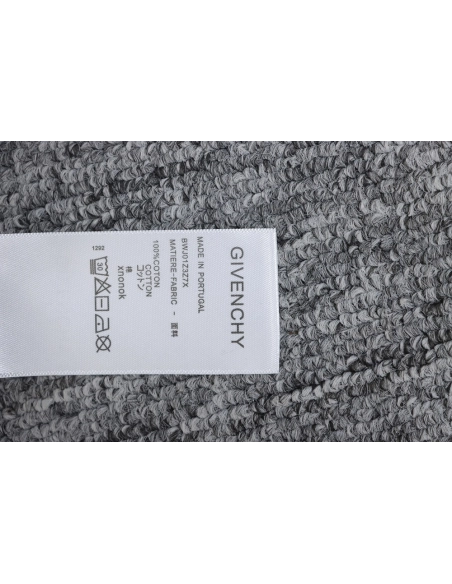 GIVENCHY
MADE IN PORTUGAL
BWJ01Z3Z7X
MATIERE-FABRIC - 面料
100%COTON
COTTON
コットン
棉
хлопок
30
1292